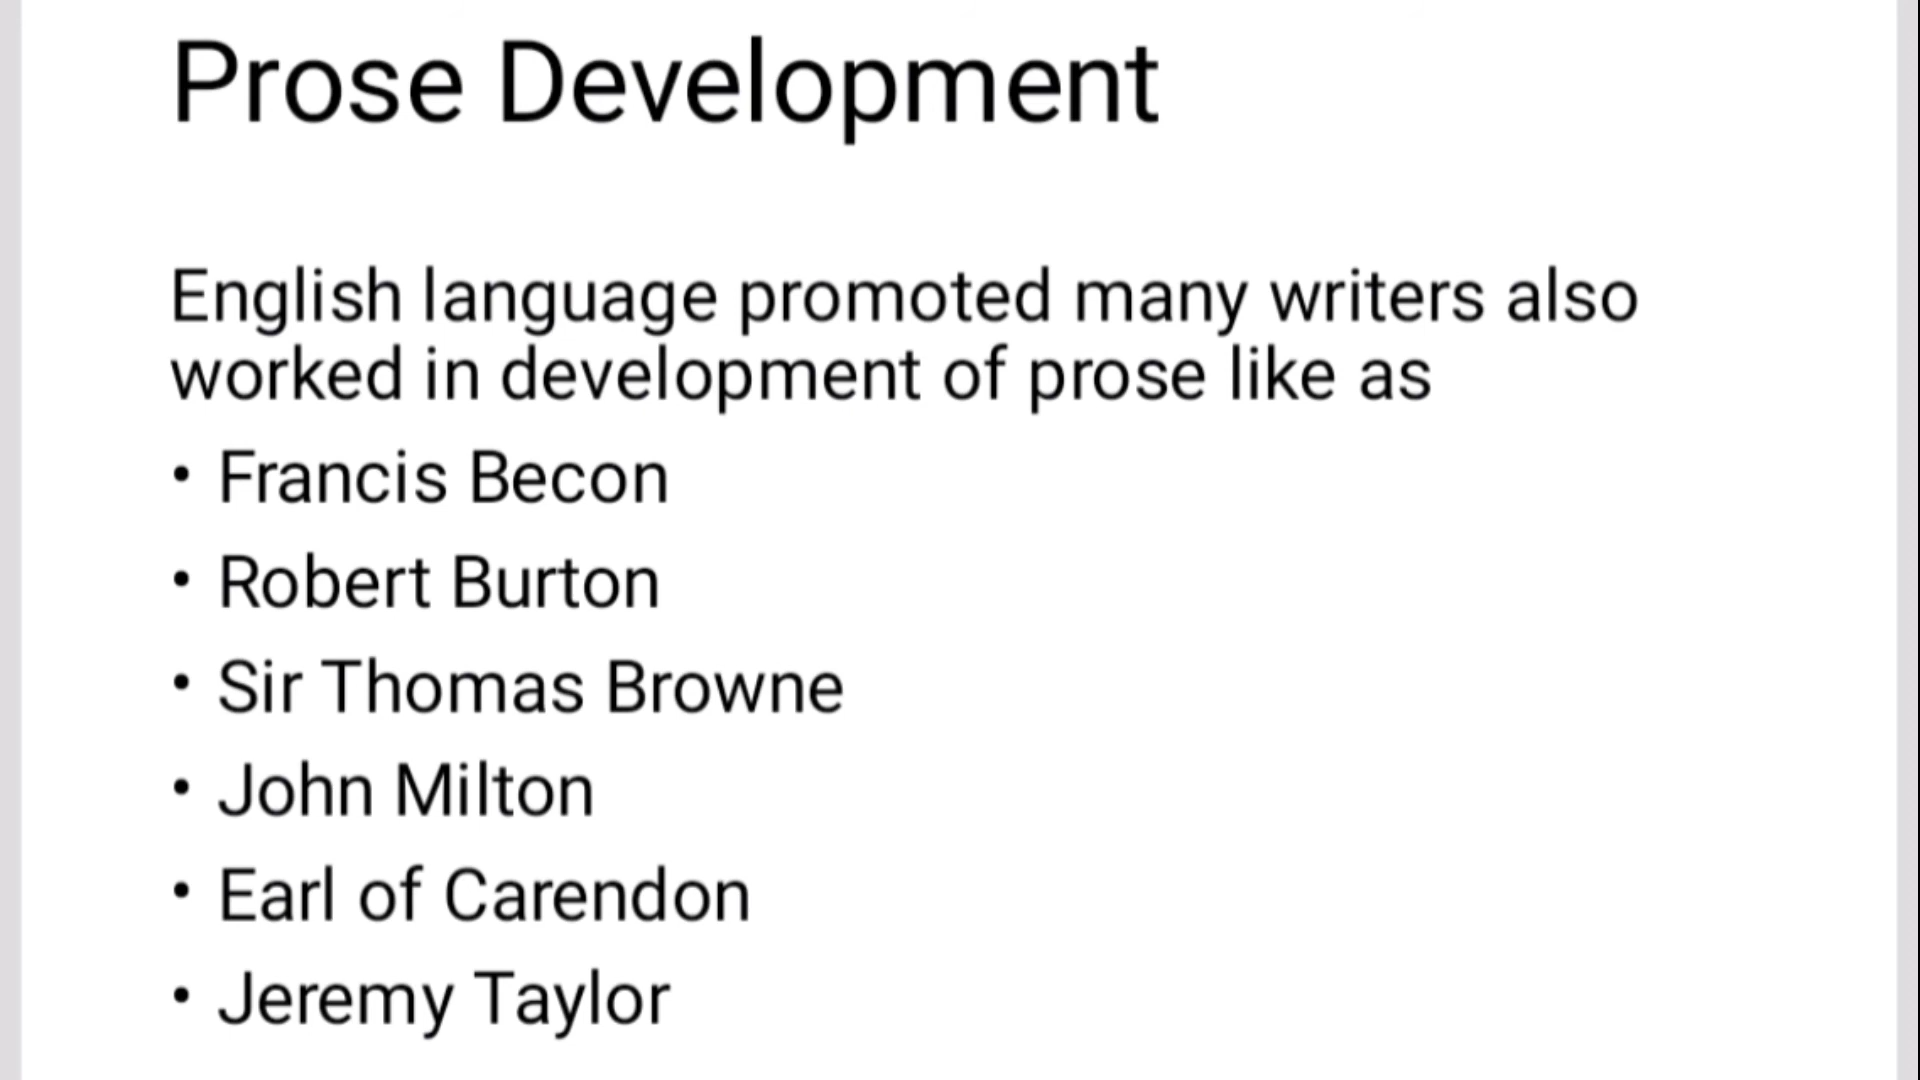 Prose Development
English language promoted many writers also
worked in development of prose like as
• Francis Becon
• Robert Burton
• Sir Thomas Browne
• John Milton
• Earl of Carendon
• Jeremy Taylor